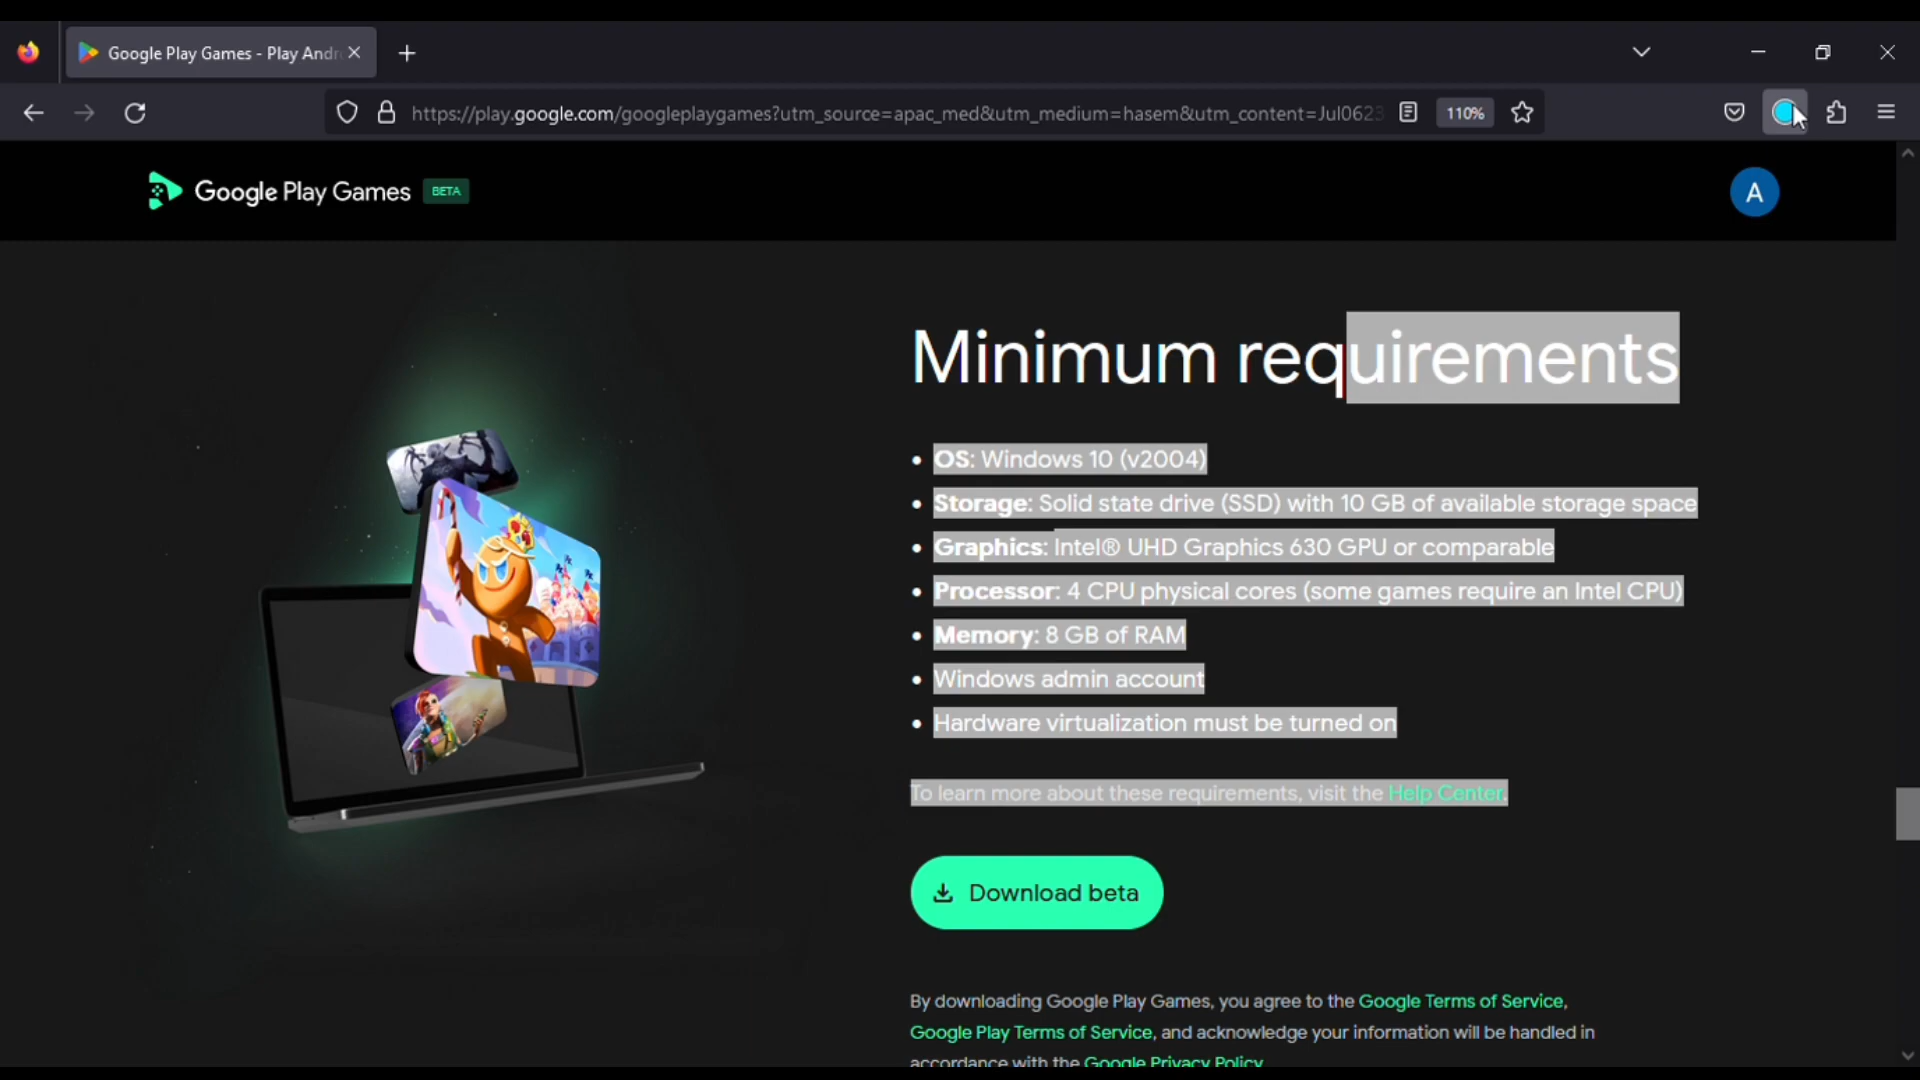 Google Play Games - Play Andr
https://play.google.com/googleplaygames?utm_source=apac_med&utm_medium=hasem&utm_content=Jul0623
110%
Google Play Games BETA
A
Minimum requirements
OS: Windows 10 (v2004)
Storage: Solid state drive (SSD) with 10 GB of available storage space
Graphics: Intel® UHD Graphics 630 GPU or comparable
Processor: 4 CPU physical cores (some games require an Intel CPU)
Memory: 8 GB of RAM
Windows admin account
Hardware virtualization must be turned on
To learn more about these requirements, visit the Help Center.
Download beta
By downloading Google Play Games, you agree to the Google Terms of Service,
Google Play Terms of Service, and acknowledge your information will be handled in
accordance with the Google Privacy Policy